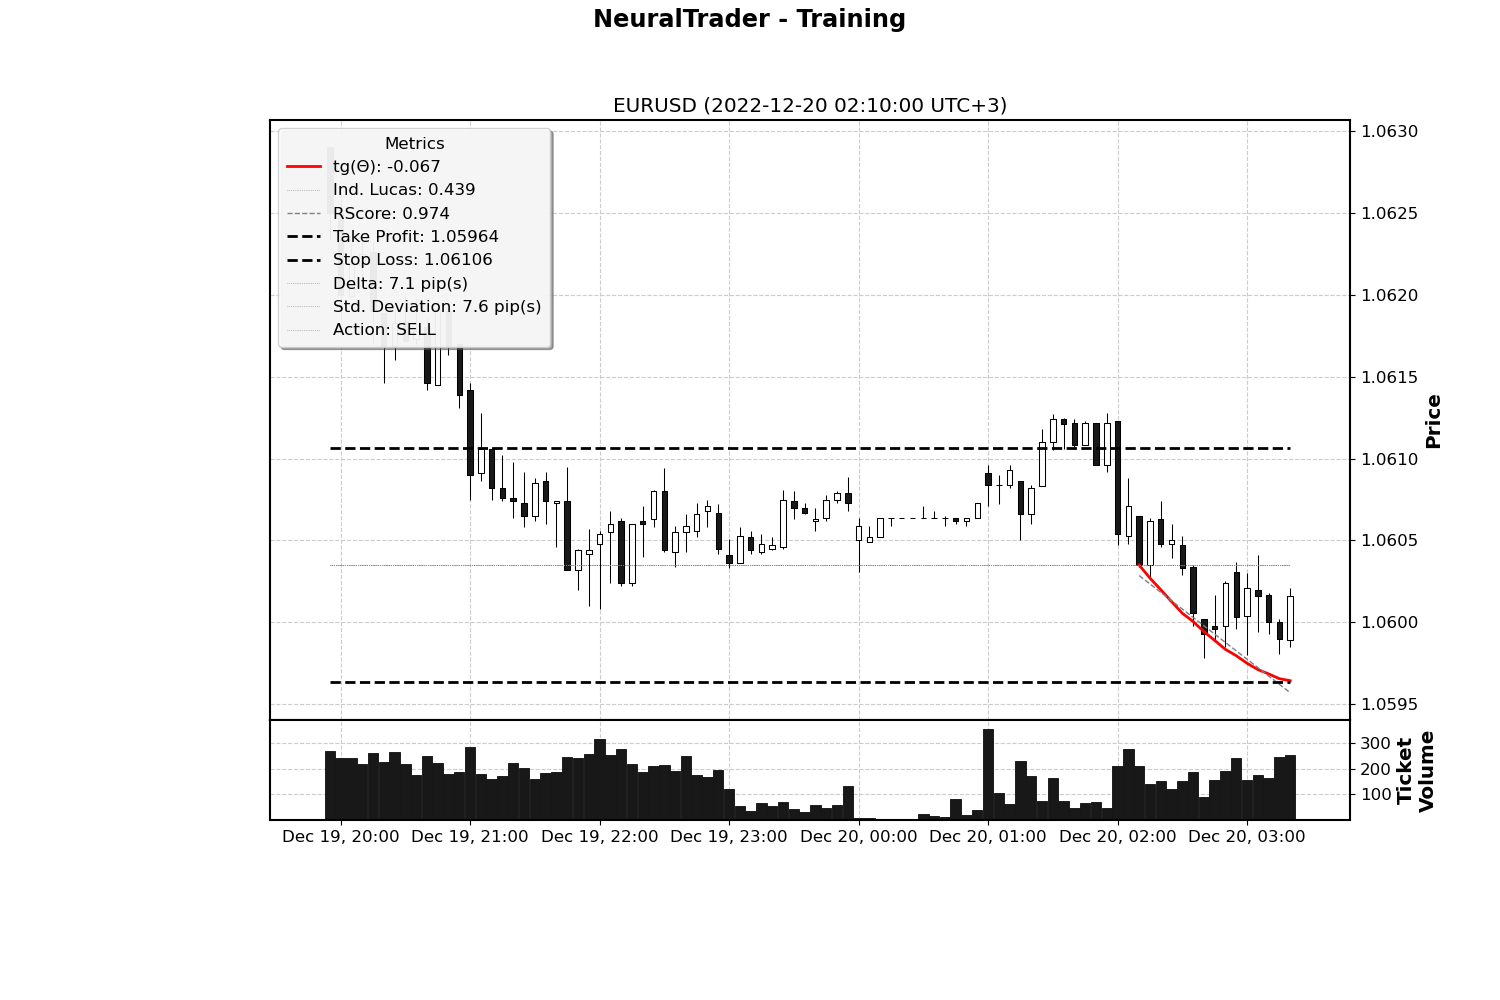 NeuralTrader - Training
EURUSD (2022-12-20 02:10:00 UTC+3)
Metrics
tg(Θ): -0.067
Ind. Lucas: 0.439
RScore: 0.974
Take Profit: 1.05964
Stop Loss: 1.06106
Delta: 7.1 pip(s)
Std. Deviation: 7.6 pip(s)
Action: SELL
1.0630
1.0625
1.0620
1.0615
1.0610
1.0605
1.0600
1.0595
Price
300
200
100
Ticket
Volume
Dec 19, 20:00 Dec 19, 21:00 Dec 19, 22:00 Dec 19, 23:00 Dec 20, 00:00 Dec 20, 01:00 Dec 20, 02:00 Dec 20, 03:00